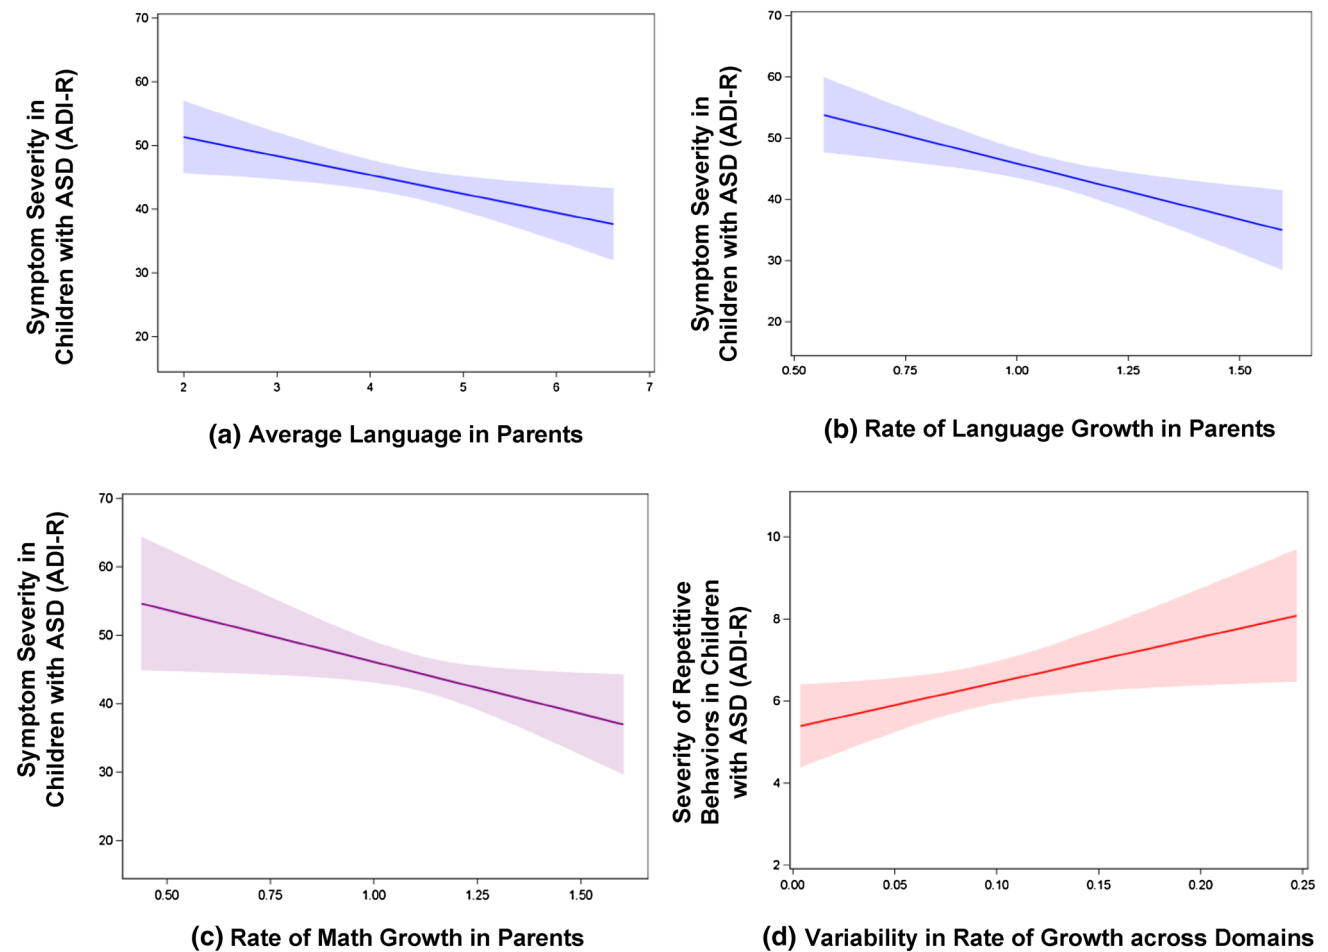 70
60
50
40
30
20
Symptom Severity in
Children with ASD (ADI-R)
2 3 4 5 6 7
(a) Average Language in Parents
70
60
50
40
30
20
Symptom Severity in
Children with ASD (ADI-R)
0.50 0.75 1.00 1.25 1.50
(b) Rate of Language Growth in Parents
70
60
50
40
30
20
Symptom Severity in
Children with ASD (ADI-R)
0.50 0.75 1.00 1.25 1.50
(c) Rate of Math Growth in Parents
10
8
6
4
2
Severity of Repetitive
Behaviors in Children
with ASD (ADI-R)
0.00 0.05 0.10 0.15 0.20 0.25
(d) Variability in Rate of Growth across Domains